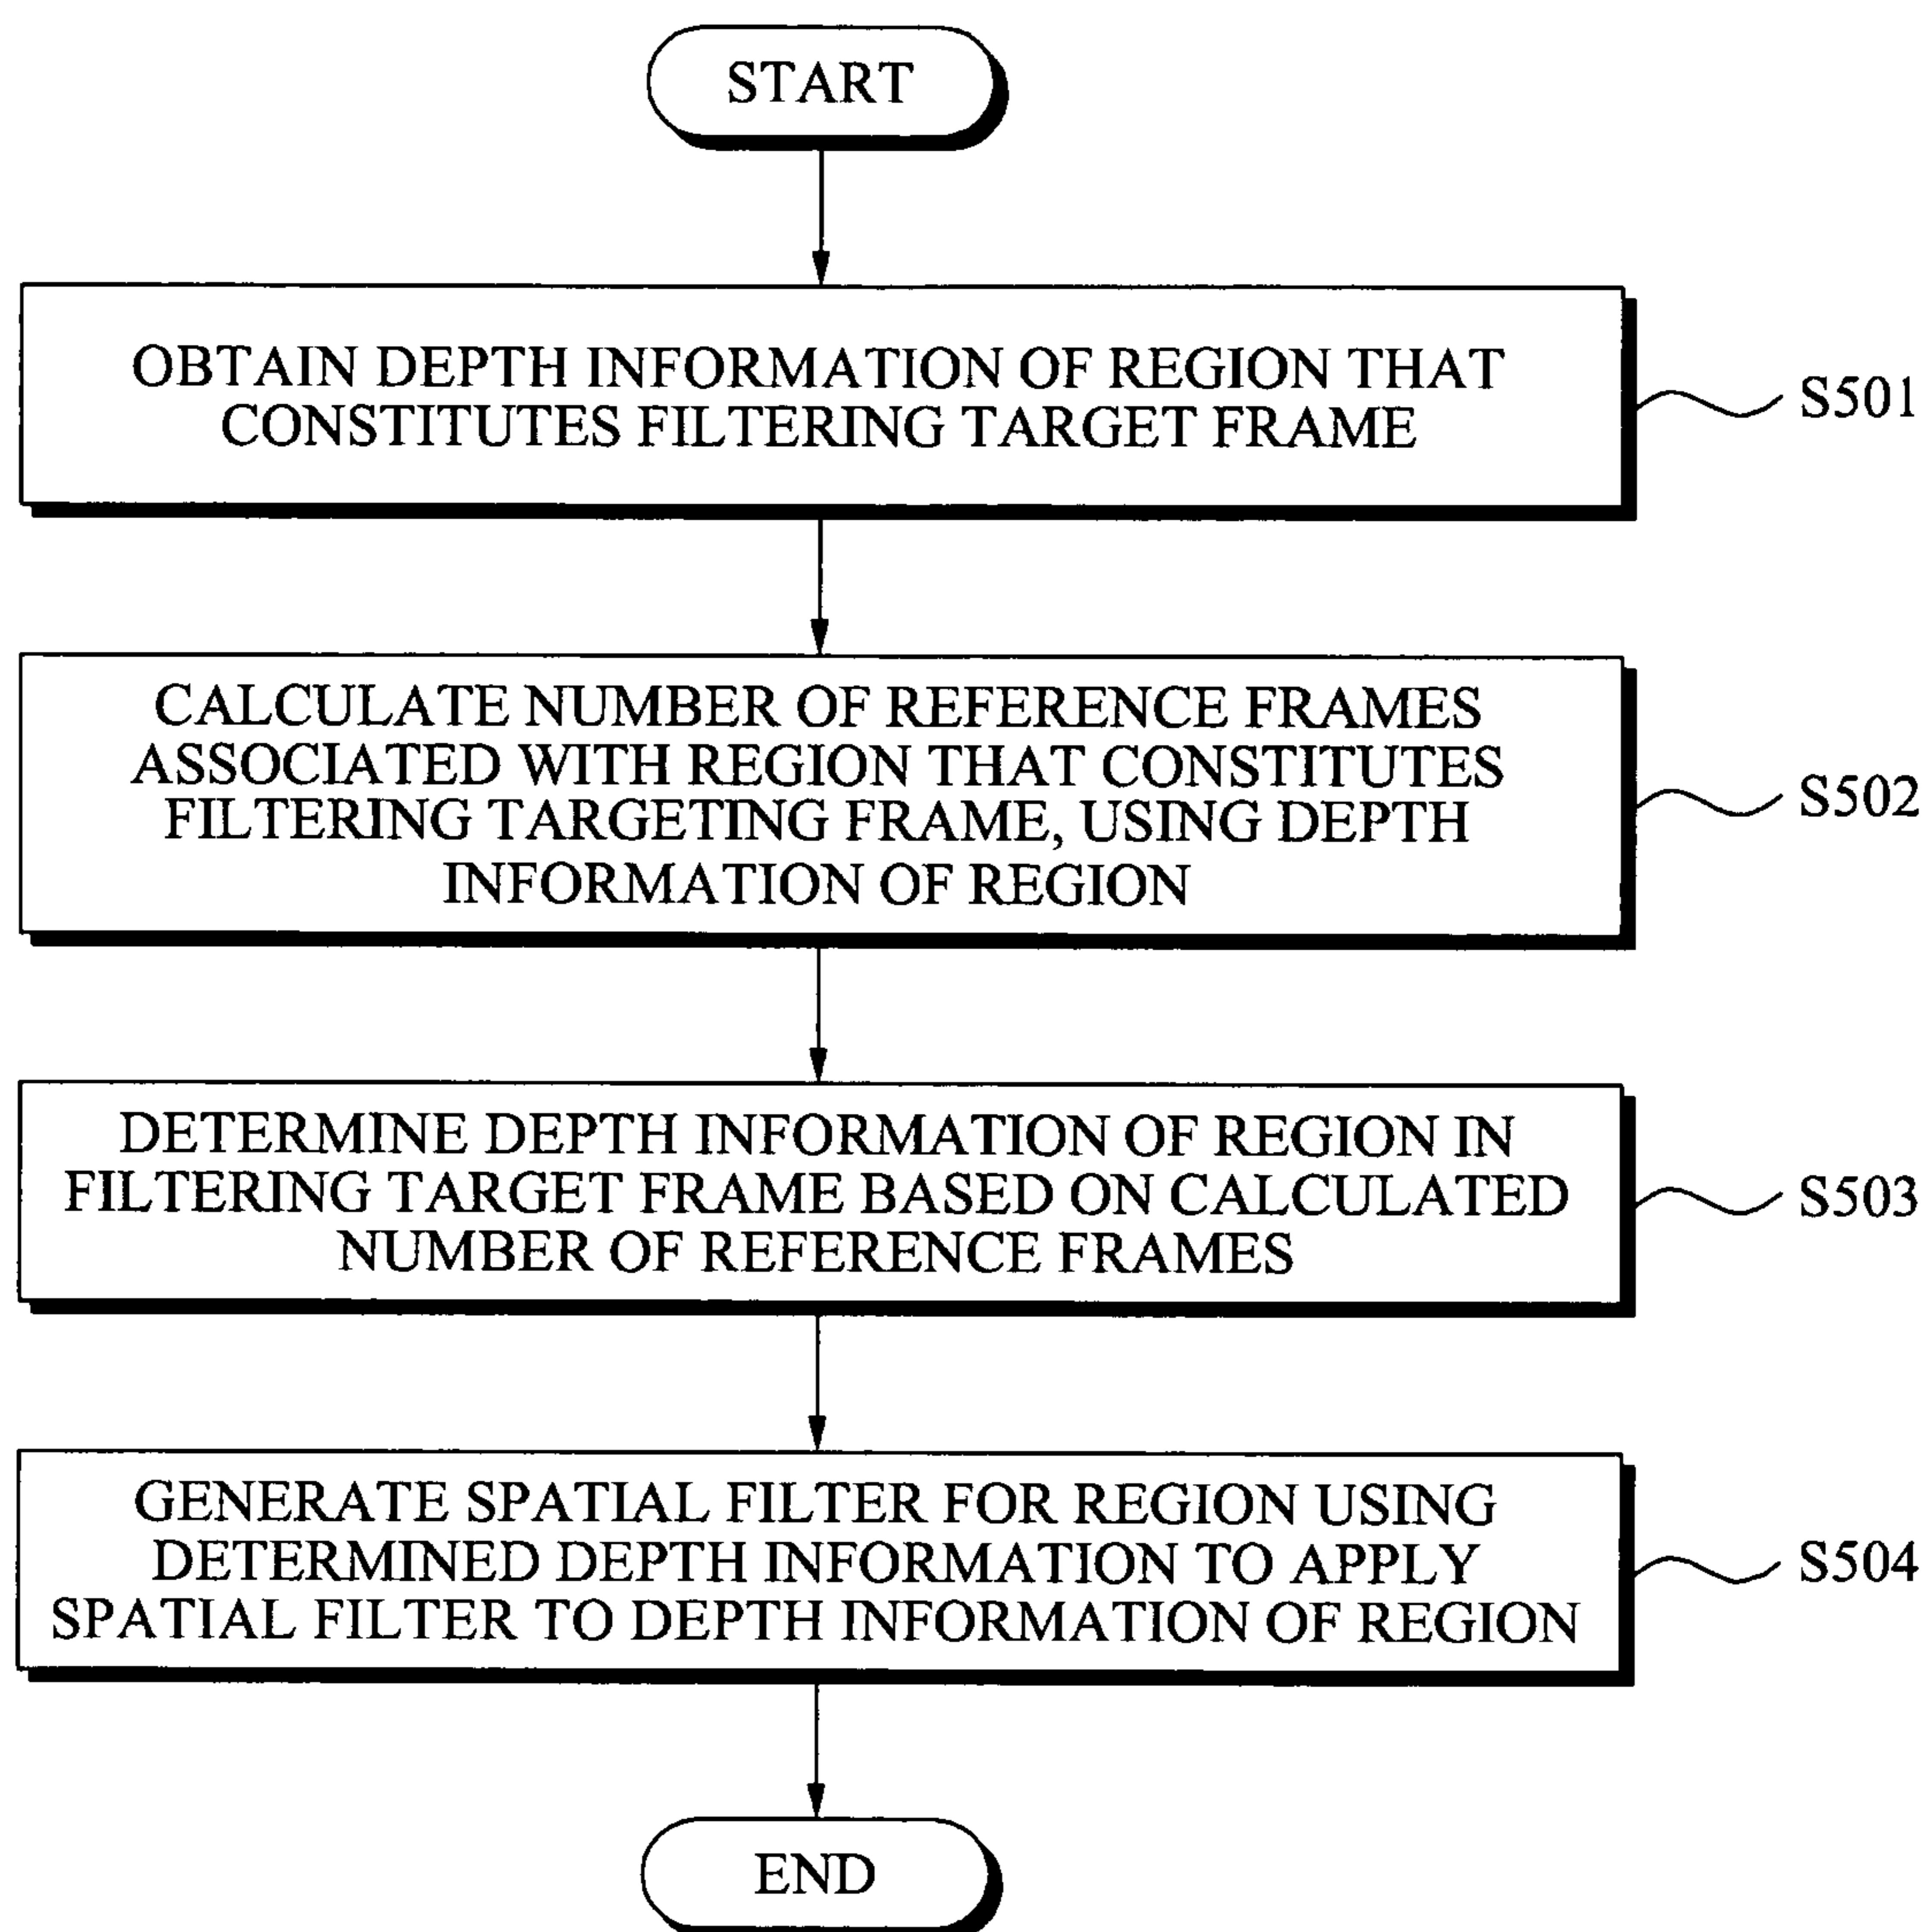 START
OBTAIN DEPTH INFORMATION OF REGION THAT
CONSTITUTES FILTERING TARGET FRAME
S501
CALCULATE NUMBER OF REFERENCE FRAMES
ASSOCIATED WITH REGION THAT CONSTITUTES
FILTERING TARGETING FRAME, USING DEPTH
INFORMATION OF REGION
S502
DETERMINE DEPTH INFORMATION OF REGION IN
FILTERING TARGET FRAME BASED ON CALCULATED
NUMBER OF REFERENCE FRAMES
S503
GENERATE SPATIAL FILTER FOR REGION USING
DETERMINED DEPTH INFORMATION TO APPLY
SPATIAL FILTER TO DEPTH INFORMATION OF REGION
S504
END